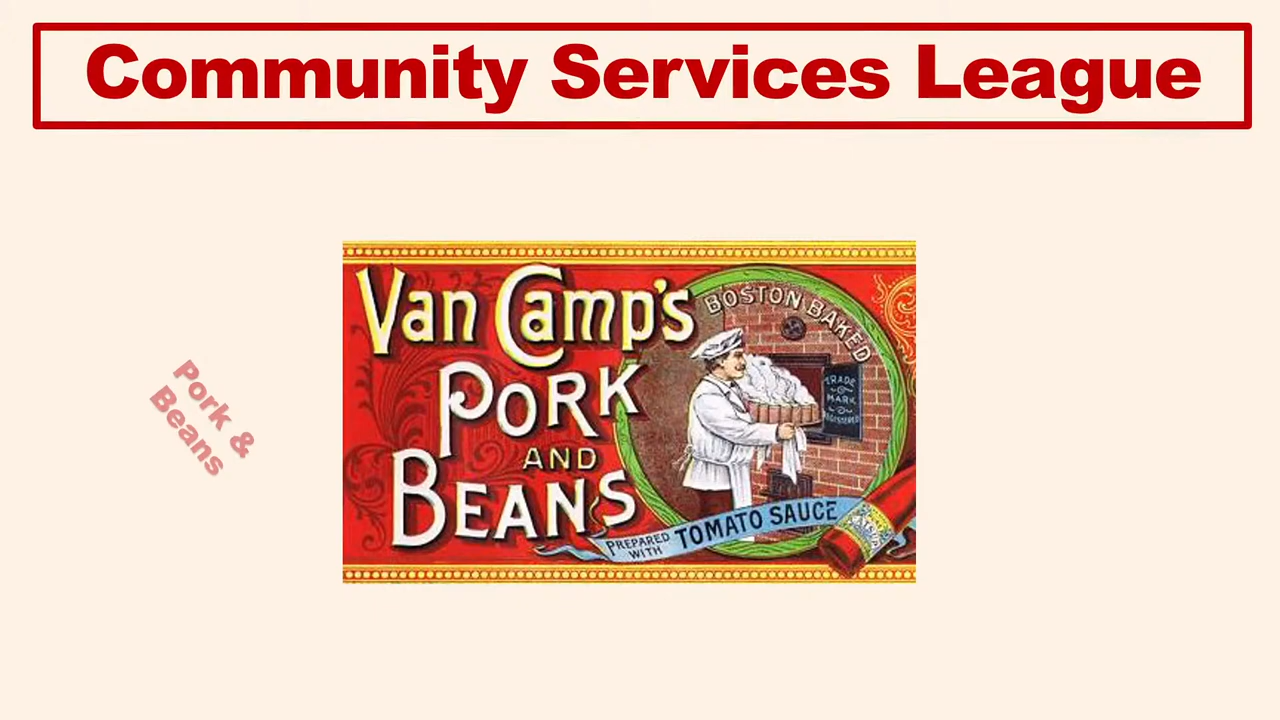 Community Services League
Van Camp's
BOSTON BAKED
PORK
AND
BEANS
TRADE
MARK
REGISTERED
PREPARED
WITH
TOMATO SAUCE
Pork &
Beans